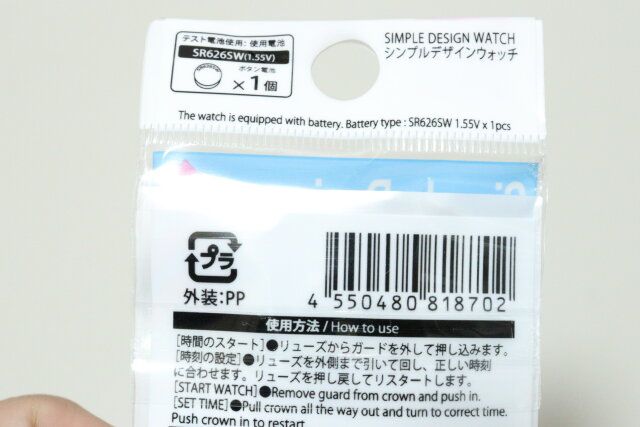 テスト電池使用: 使用電池
SR626SW(1.55V)
ボタン電池
×1個
SIMPLE DESIGN WATCH
シンプルデザインウォッチ
The watch is equipped with battery. Battery type : SR626SW 1.55V x 1pcs
プラ
外装:PP
4 550480 818702
使用方法 / How to use
[時間のスタート]●リューズからガードを外して押し込みます。
[時刻の設定]●リューズを外側まで引いて回し、正しい時刻
に合わせます。リューズを押し戻してリスタートします。
[START WATCH]●Remove guard from crown and push in.
[SET TIME]●Pull crown all the way out and turn to correct time.
Push crown in to restart.